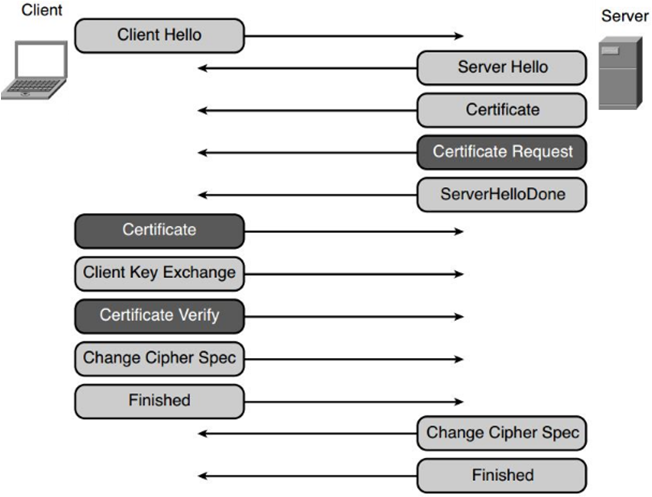 Client
Server
Client Hello
Server Hello
Certificate
Certificate Request
ServerHelloDone
Certificate
Client Key Exchange
Certificate Verify
Change Cipher Spec
Finished
Change Cipher Spec
Finished